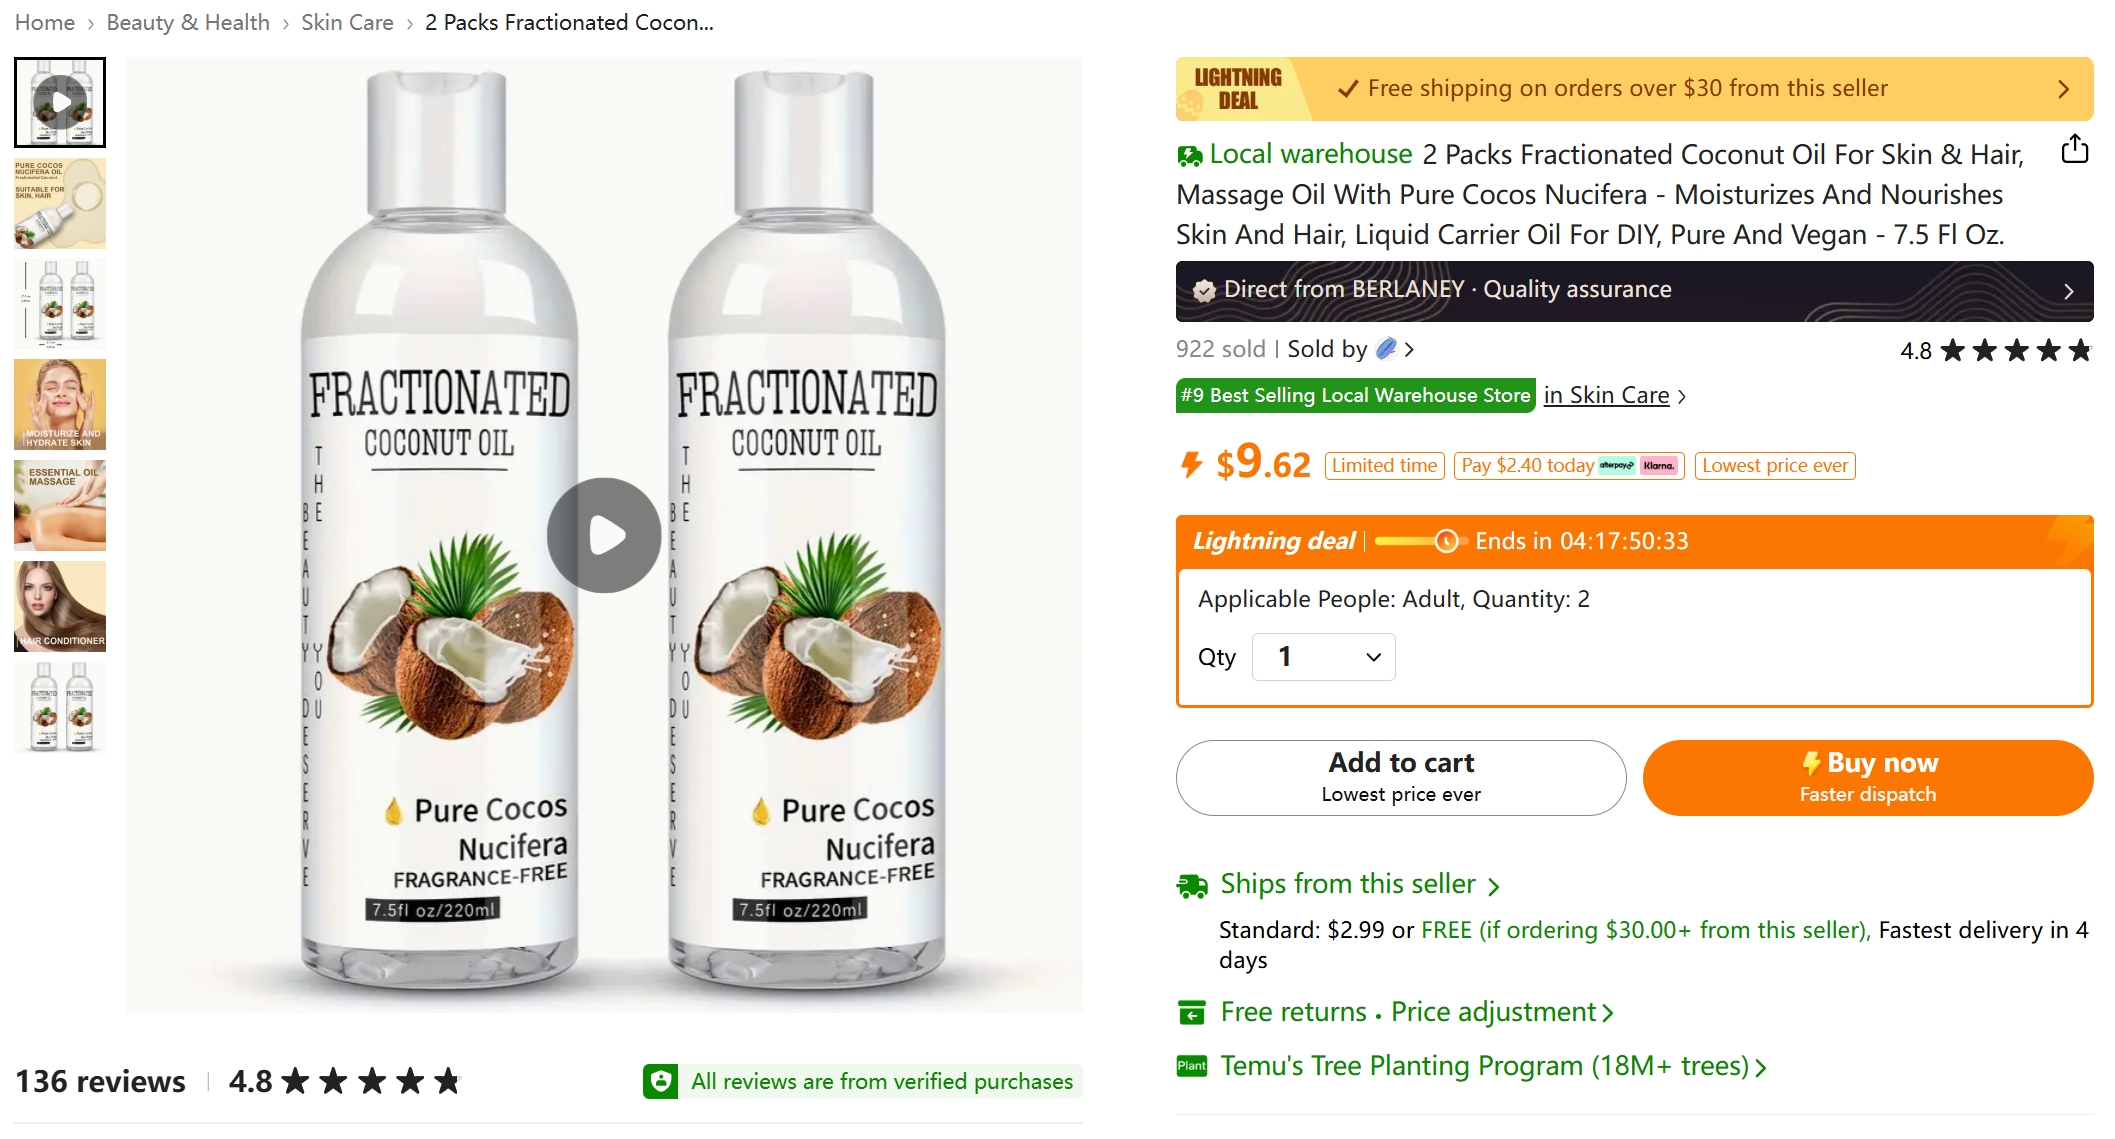 Home › Beauty & Health › Skin Care › 2 Packs Fractionated Cocon...
PURE COCOS
NUCIFERA OIL
Fractionated Coconut
SUITABLE FOR
SKIN, HAIR
MOISTURIZE AND
HYDRATE SKIN
ESSENTIAL OIL
MASSAGE
HAIR CONDITIONER
FRACTIONATED
COCONUT OIL
THE BEAUTY YOU DESERVE
Pure Cocos
Nucifera
FRAGRANCE-FREE
7.5fl oz/220ml
FRACTIONATED
COCONUT OIL
THE BEAUTY YOU DESERVE
Pure Cocos
Nucifera
FRAGRANCE-FREE
7.5fl oz/220ml
136 reviews | 4.8
All reviews are from verified purchases
LIGHTNING
DEAL
Free shipping on orders over $30 from this seller
Local warehouse 2 Packs Fractionated Coconut Oil For Skin & Hair,
Massage Oil With Pure Cocos Nucifera - Moisturizes And Nourishes
Skin And Hair, Liquid Carrier Oil For DIY, Pure And Vegan - 7.5 Fl Oz.
Direct from BERLANEY · Quality assurance
922 sold | Sold by
4.8
#9 Best Selling Local Warehouse Store in Skin Care
$9.62 Limited time Pay $2.40 today afterpay Klarna. Lowest price ever
Lightning deal | Ends in 04:17:50:33
Applicable People: Adult, Quantity: 2
Qty 1
Add to cart
Lowest price ever
Buy now
Faster dispatch
Ships from this seller
Standard: $2.99 or FREE (if ordering $30.00+ from this seller), Fastest delivery in 4
days
Free returns · Price adjustment
Plant Temu's Tree Planting Program (18M+ trees)